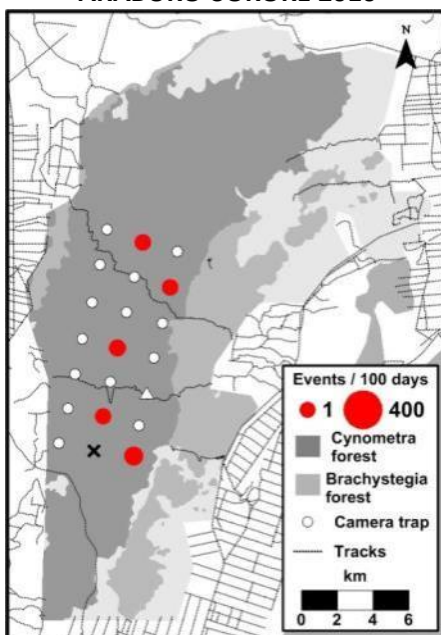 N
Events / 100 days
1 400
Cynometra
forest
Brachystegia
forest
Camera trap
Tracks
km
0 2 4 6